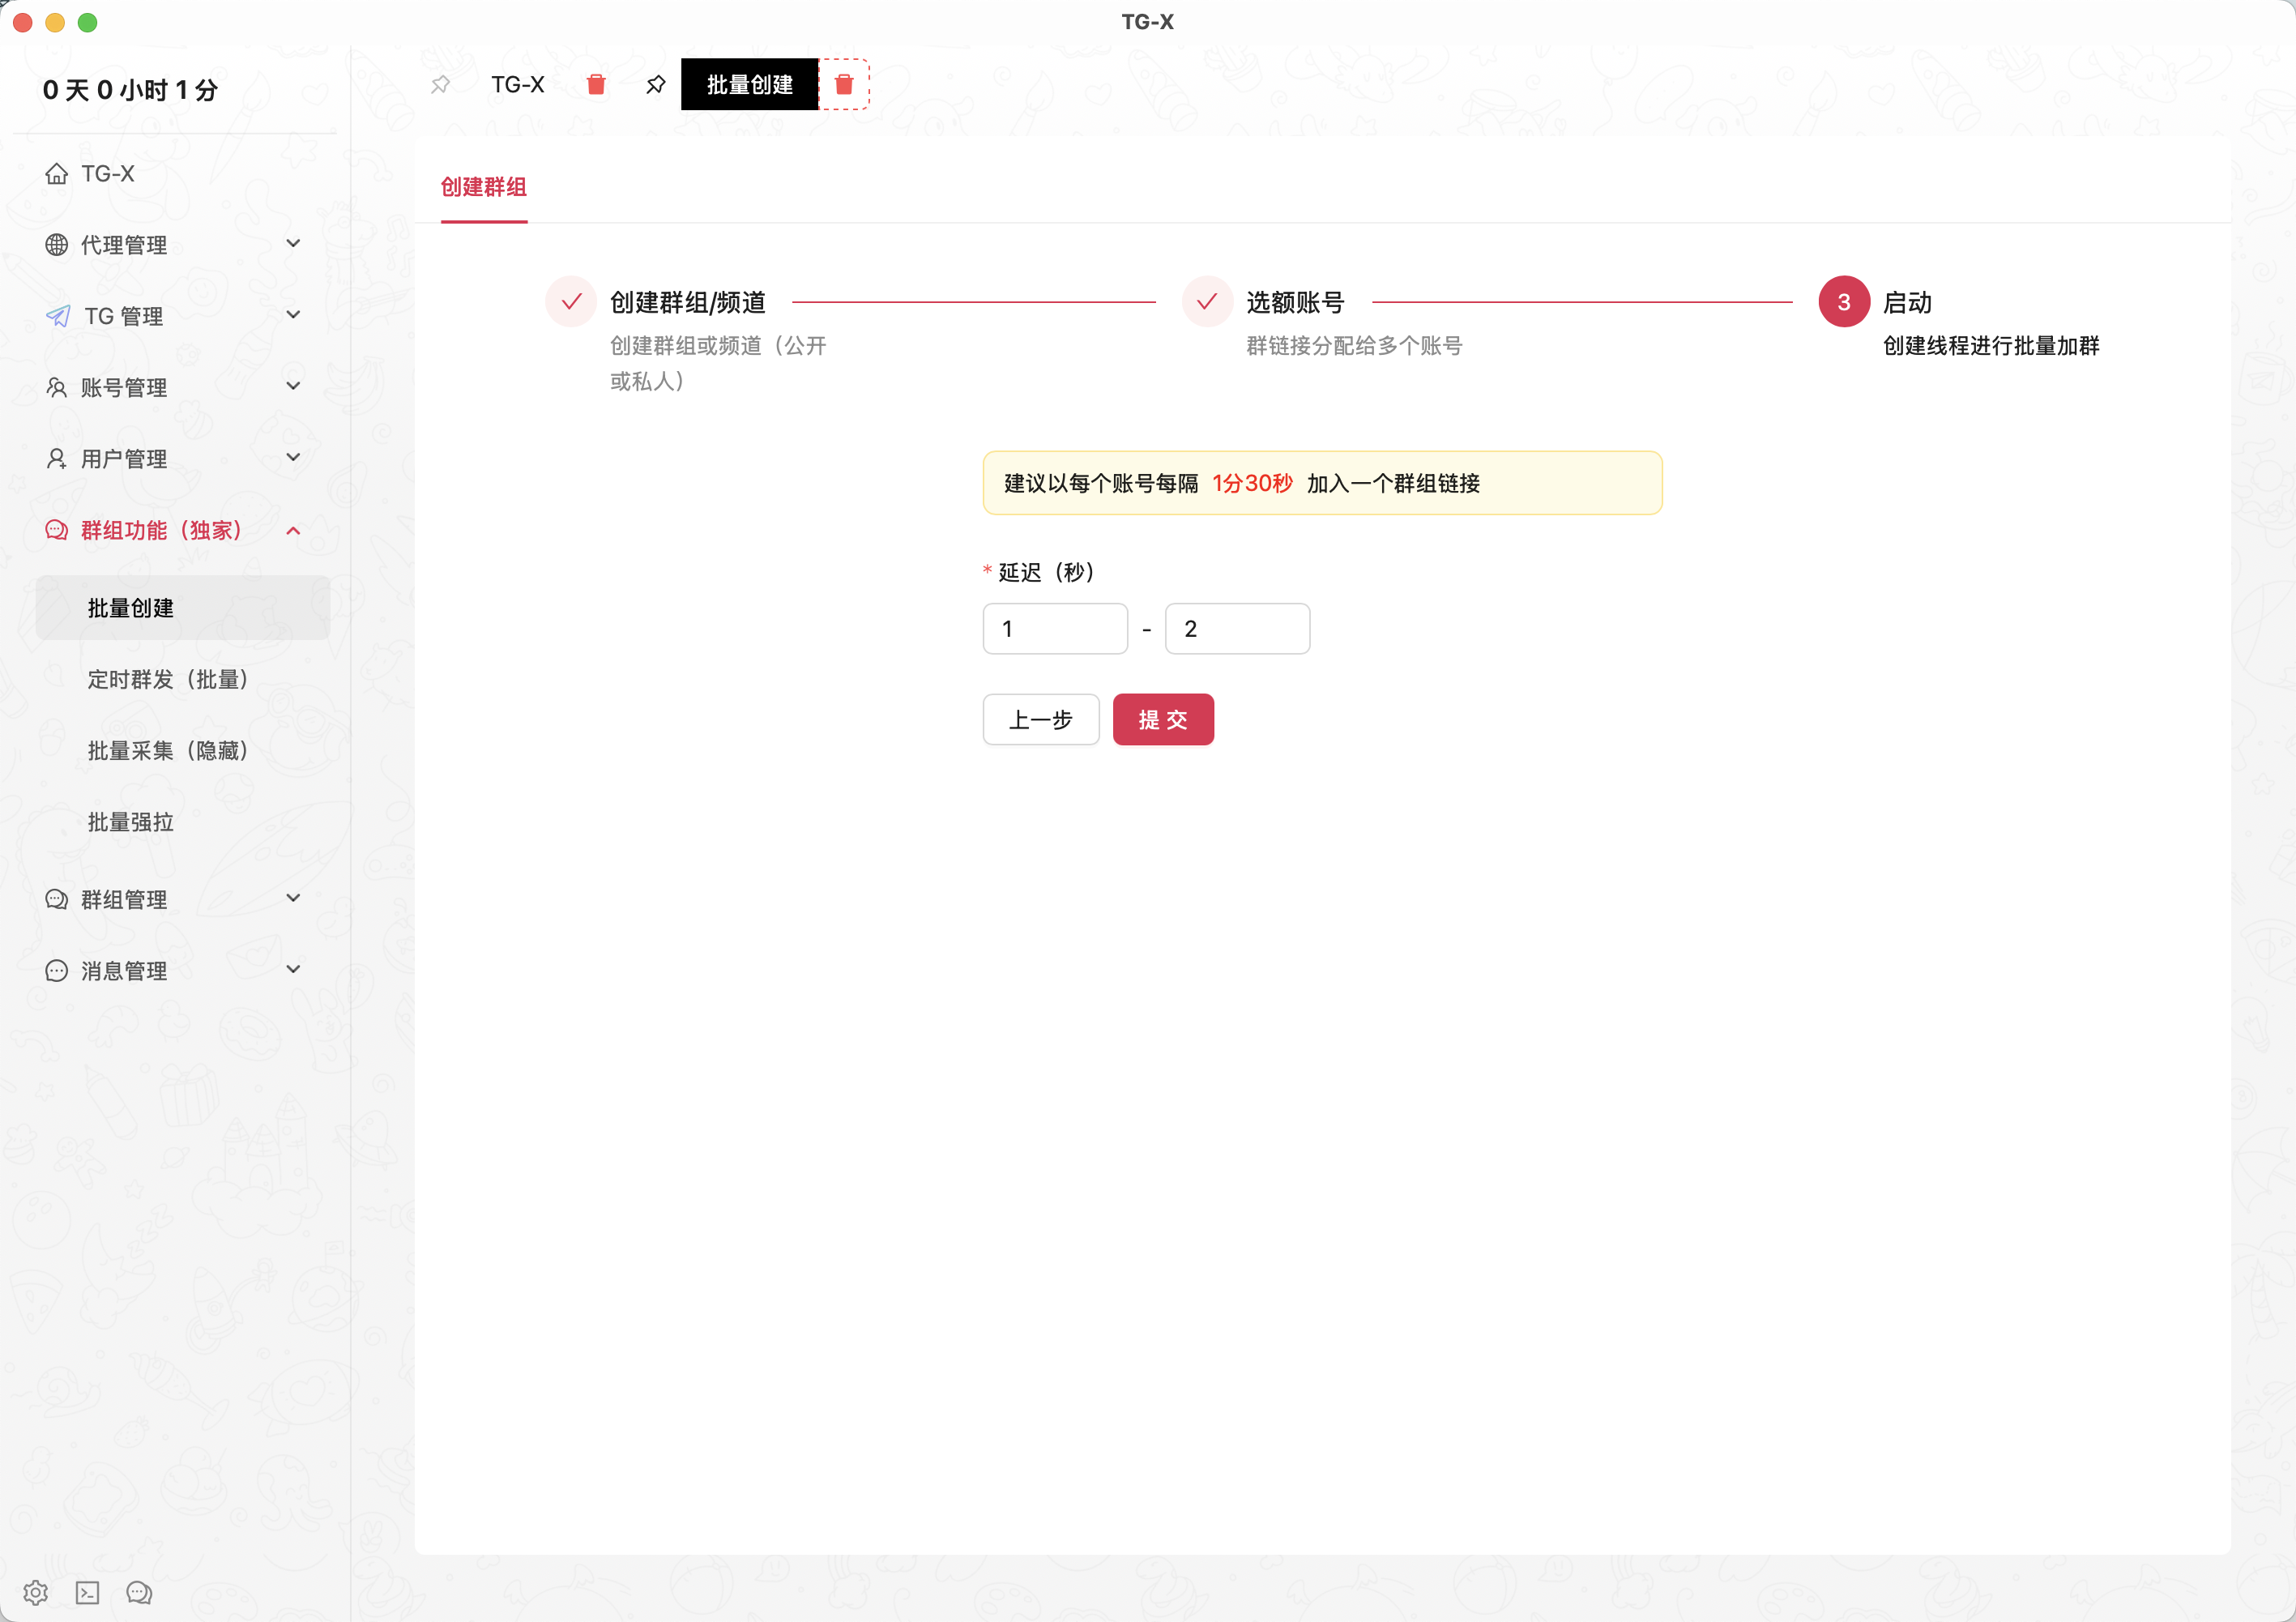 TG-X
0 天 0 小时 1 分
TG-X
代理管理
TG 管理
账号管理
用户管理
群组功能（独家）
批量创建
定时群发（批量）
批量采集（隐藏）
批量强拉
群组管理
消息管理
TG-X
批量创建
创建群组
创建群组/频道
创建群组或频道（公开
或私人）
选额账号
群链接分配给多个账号
3 启动
创建线程进行批量加群
建议以每个账号每隔 1分30秒 加入一个群组链接
* 延迟（秒）
1 - 2
上一步 提 交